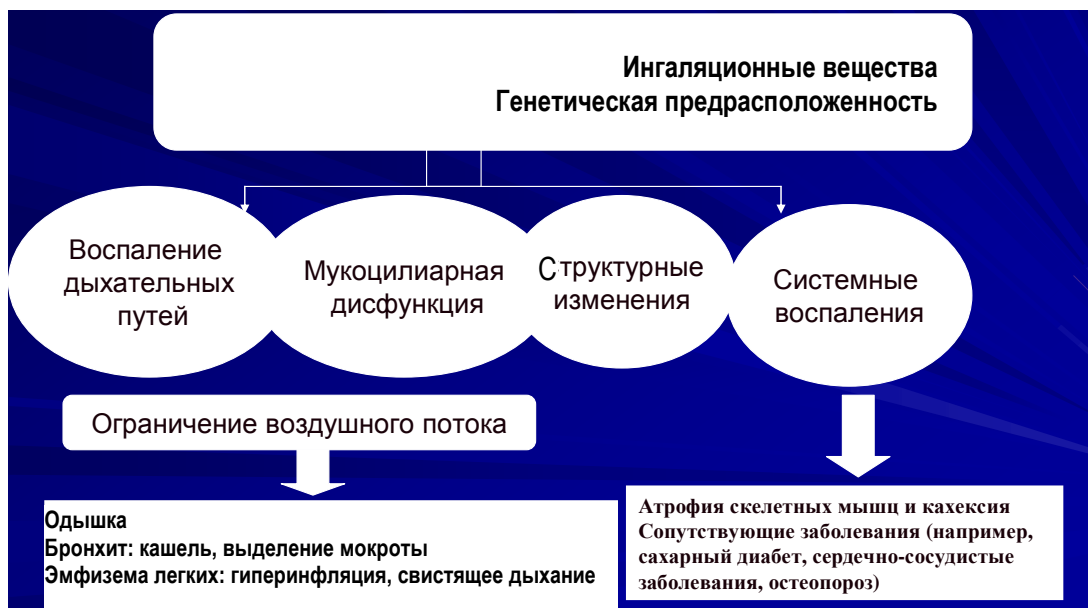 Ингаляционные вещества
Генетическая предрасположенность
Воспаление
дыхательных
путей
Мукоцилиарная
дисфункция
Структурные
изменения
Системные
воспаления
Ограничение воздушного потока
Одышка
Бронхит: кашель, выделение мокроты
Эмфизема легких: гиперинфляция, свистящее дыхание
Атрофия скелетных мышц и кахексия
Сопутствующие заболевания (например,
сахарный диабет, сердечно-сосудистые
заболевания, остеопороз)